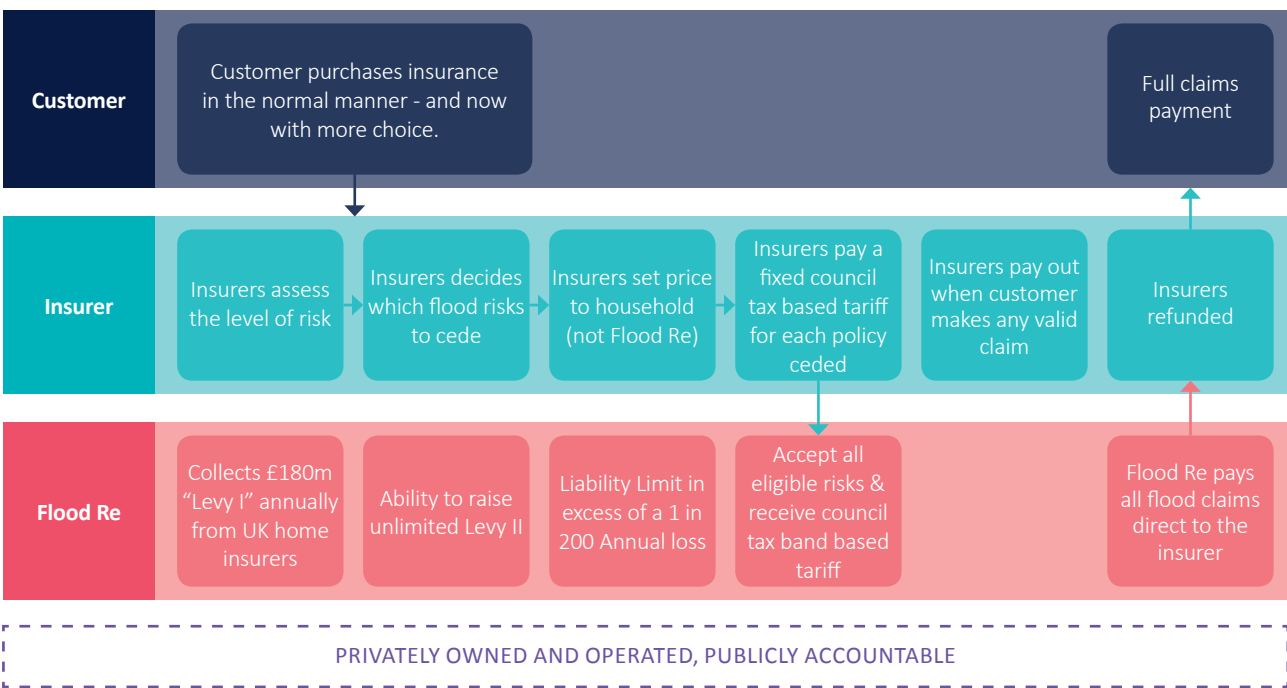 Customer
Customer purchases insurance
in the normal manner - and now
with more choice.
Full claims
payment
Insurer
Insurers assess
the level of risk
Insurers decides
which flood risks
to cede
Insurers set price
to household
(not Flood Re)
Insurers pay a
fixed council
tax based tariff
for each policy
ceded
Insurers pay out
when customer
makes any valid
claim
Insurers
refunded
Flood Re
Collects £180m
“Levy I” annually
from UK home
insurers
Ability to raise
unlimited Levy II
Liability Limit in
excess of a 1 in
200 Annual loss
Accept all
eligible risks &
receive council
tax band based
tariff
Flood Re pays
all flood claims
direct to the
insurer
PRIVATELY OWNED AND OPERATED, PUBLICLY ACCOUNTABLE